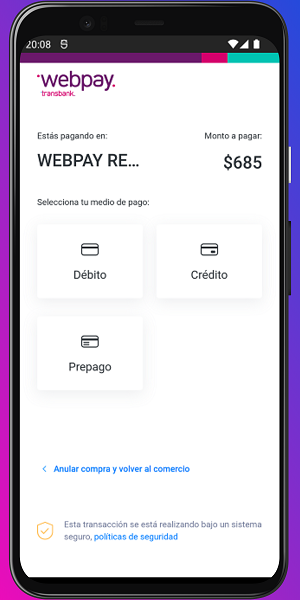 20:08
webpay.
transbank.
Estás pagando en: Monto a pagar:
WEBPAY RE... $685
Selecciona tu medio de pago:
Débito Crédito
Prepago
Anular compra y volver al comercio
Esta transacción se está realizando bajo un sistema
seguro, políticas de seguridad